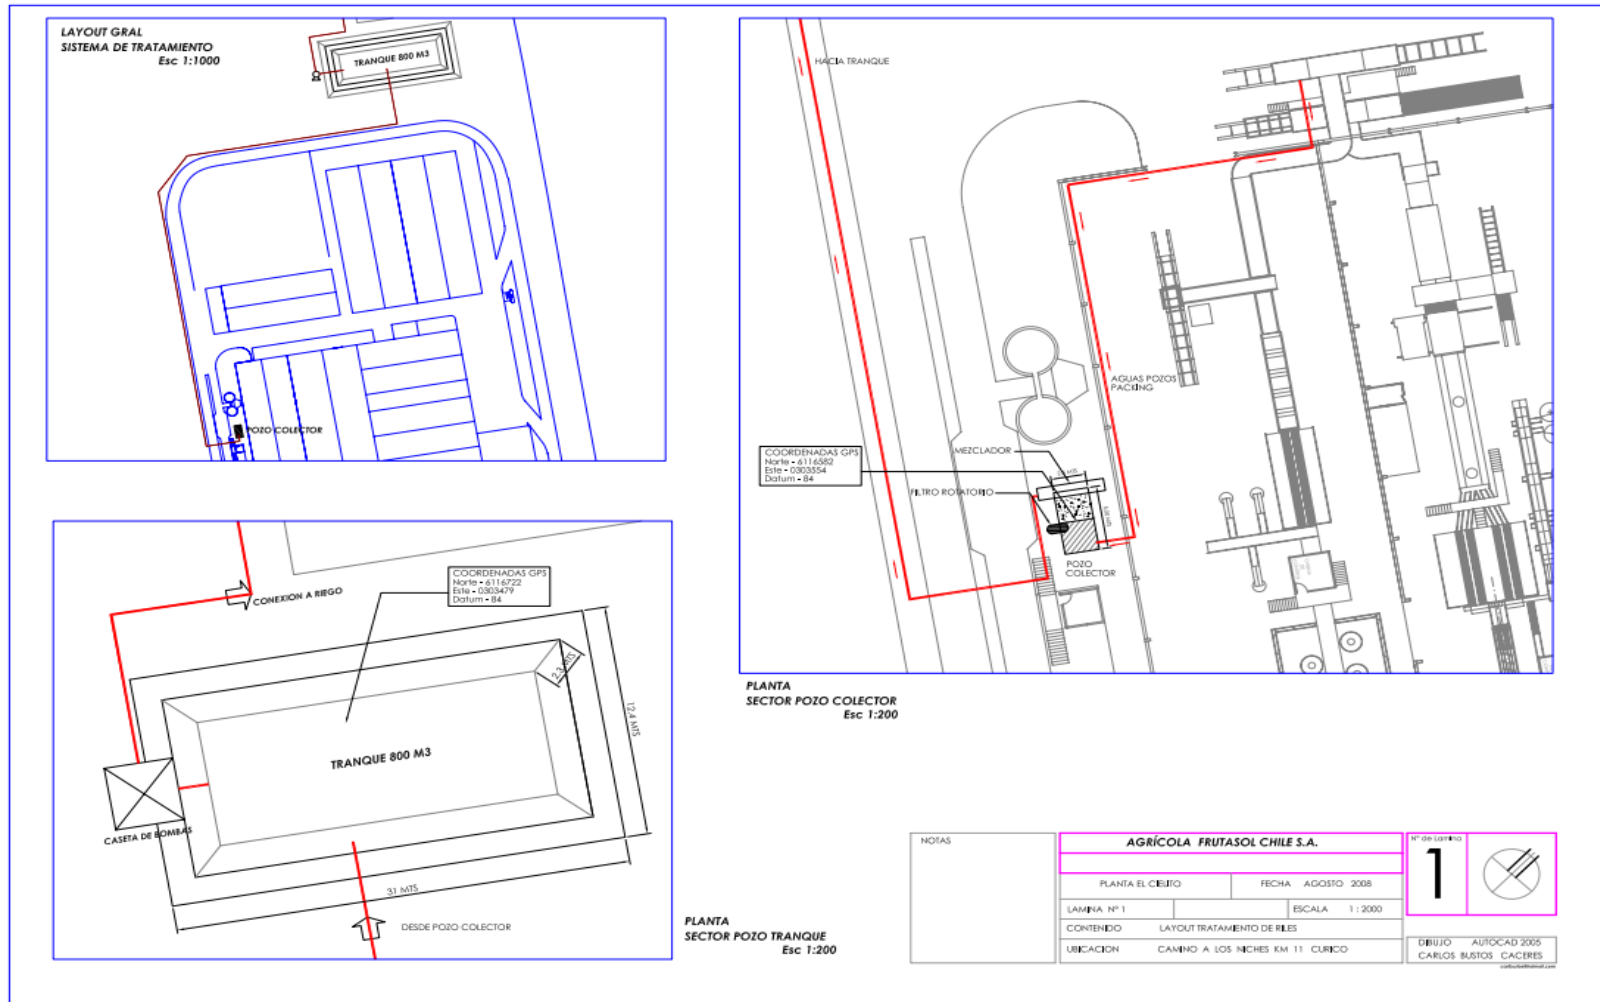 LAYOUT GRAL
SISTEMA DE TRATAMIENTO
Esc 1:1000
TRANQUE 800 M3
POZO COLECTOR
HACIA TRANQUE
AGUAS POZOS
PACKING
COORDENADAS GPS
Norte - 6116582
Este - 0303554
Datum - 84
MEZCLADOR
FILTRO ROTATORIO
POZO
COLECTOR
PLANTA
SECTOR POZO COLECTOR
Esc 1:200
CONEXION A RIEGO
COORDENADAS GPS
Norte - 6116722
Este - 0303479
Datum - 84
2,3 MTS
12,4 MTS
TRANQUE 800 M3
CASETA DE BOMBAS
31 MTS
DESDE POZO COLECTOR
PLANTA
SECTOR POZO TRANQUE
Esc 1:200
NOTAS
AGRÍCOLA FRUTASOL CHILE S.A.
PLANTA EL CIELITO
FECHA AGOSTO 2008
LAMINA Nº 1
ESCALA 1 : 2000
CONTENIDO LAYOUT TRATAMIENTO DE RILES
UBICACION CAMINO A LOS NICHES KM 11 CURICO
Nº de Lamina
1
DIBUJO AUTOCAD 2005
CARLOS BUSTOS CACERES